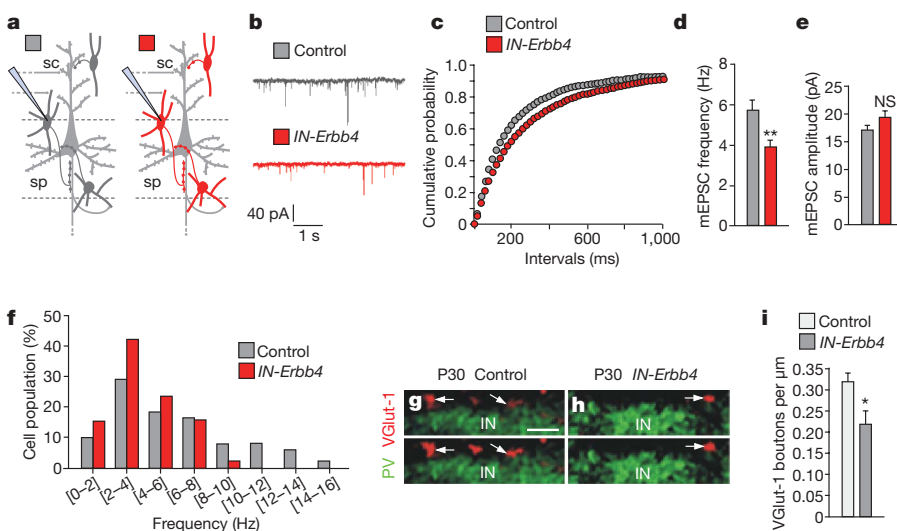 a
sc
sp
sc
sp
b
Control
IN-Erbb4
40 pA
1 s
c
Control
IN-Erbb4
Cumulative probability
1.0
0.8
0.6
0.4
0.2
0
200
600
1,000
Intervals (ms)
d
mEPSC frequency (Hz)
8
6
4
2
0
**
e
mEPSC amplitude (pA)
25
20
15
10
5
0
NS
f
Cell population (%)
50
40
30
20
10
0
Control
IN-Erbb4
[0–2]
[2–4]
[4–6]
[6–8]
[8–10]
[10–12]
[12–14]
[14–16]
Frequency (Hz)
P30 Control
P30 IN-Erbb4
PV VGlut-1
g
IN
h
IN
IN
IN
i
Control
IN-Erbb4
VGlut-1 boutons per µm
0.35
0.30
0.25
0.20
0.15
0.10
0.05
0
*